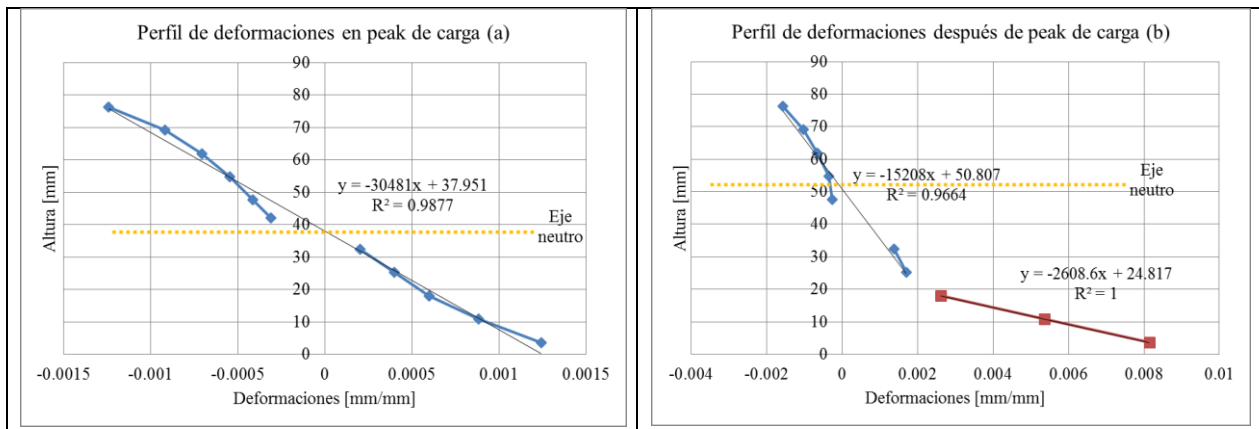 Perfil de deformaciones en peak de carga (a)
90
80
70
60
50
40
30
20
10
0
-0.0015
-0.001
-0.0005
0
0.0005
0.001
0.0015
Altura [mm]
Deformaciones [mm/mm]
y = -30481x + 37.951
R² = 0.9877
Eje
neutro
Perfil de deformaciones después de peak de carga (b)
90
80
70
60
50
40
30
20
10
0
-0.004
-0.002
0
0.002
0.004
0.006
0.008
0.01
Altura [mm]
Deformaciones [mm/mm]
y = -15208x + 50.807
R² = 0.9664
Eje
neutro
y = -2608.6x + 24.817
R² = 1